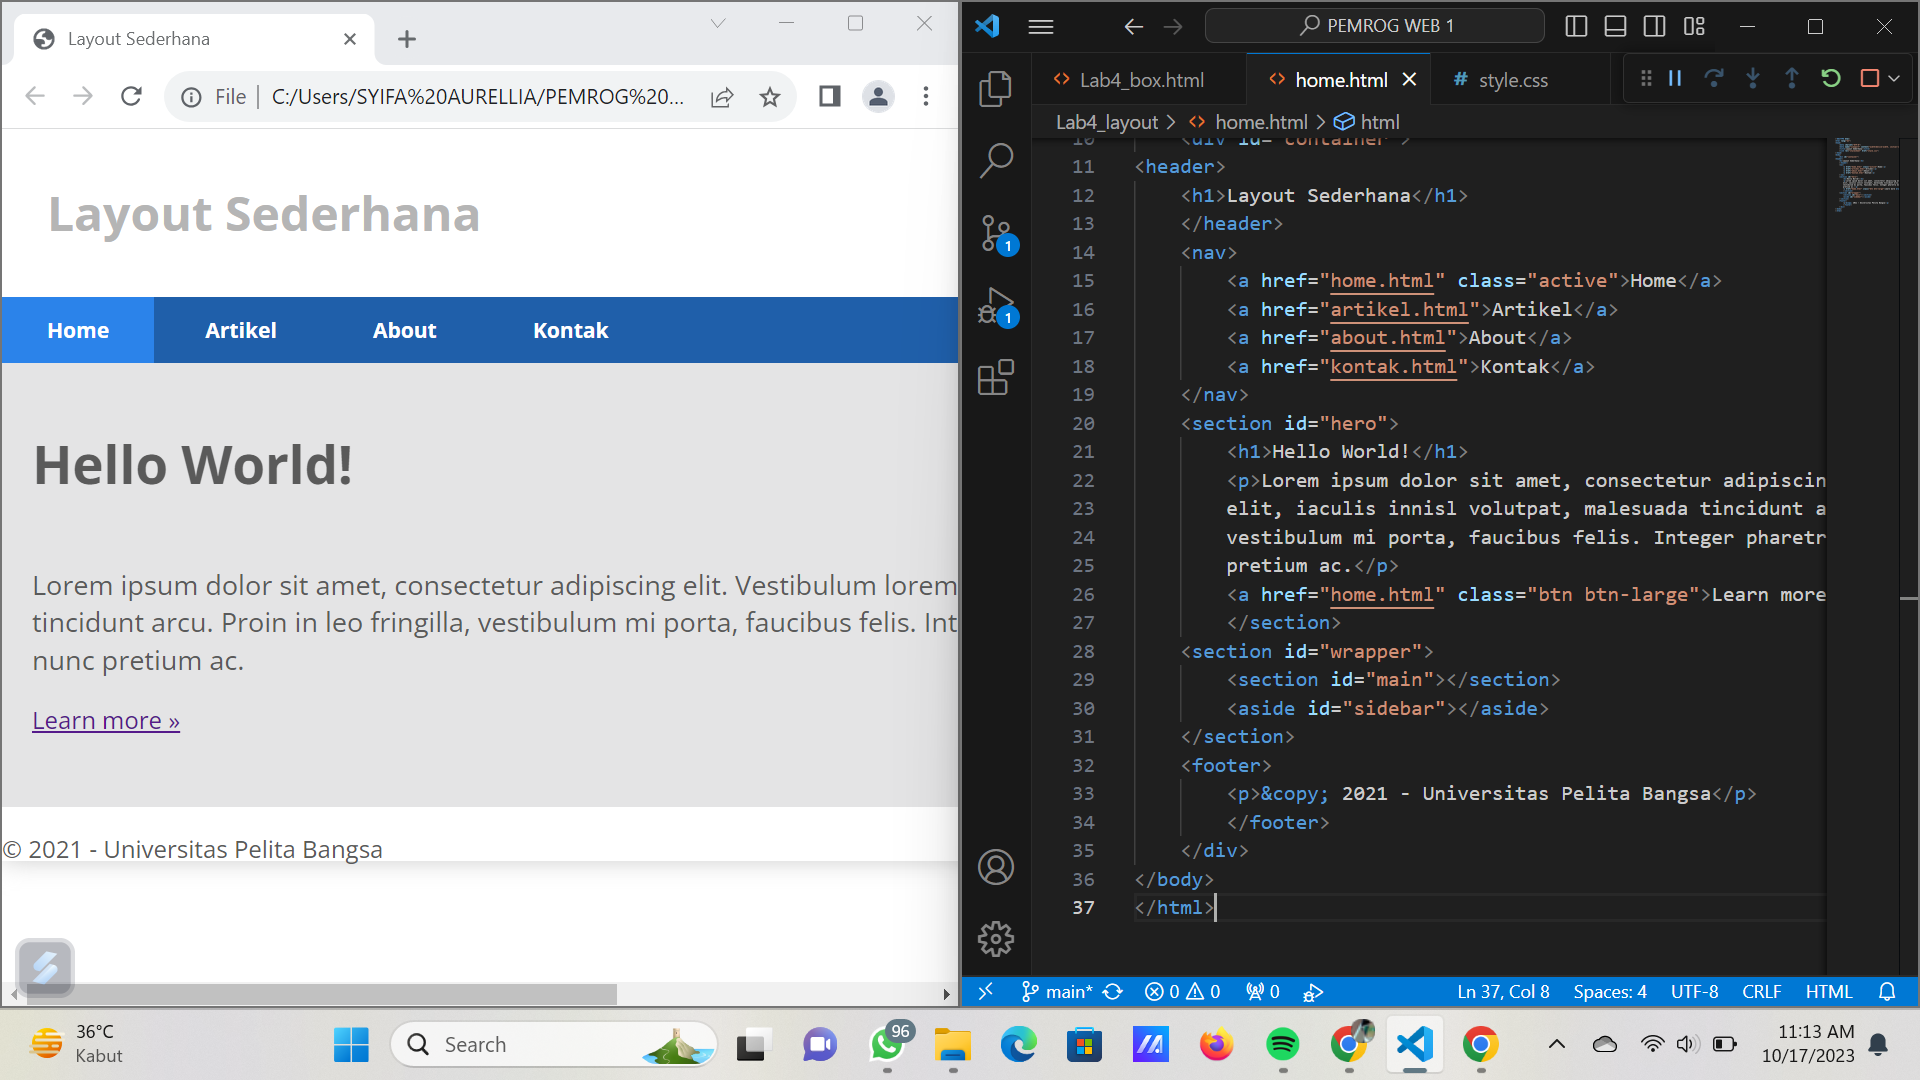 Layout Sederhana
File
C:/Users/SYIFA%20AURELLIA/PEMROG%20...
Layout Sederhana
Home Artikel About Kontak
Hello World!
Lorem ipsum dolor sit amet, consectetur adipiscing elit. Vestibulum lorem
tincidunt arcu. Proin in leo fringilla, vestibulum mi porta, faucibus felis. Int
nunc pretium ac.
Learn more »
© 2021 - Universitas Pelita Bangsa
PEMROG WEB 1
Lab4_box.html home.html # style.css
Lab4_layout > home.html > html
10 <div id="container">
11 <header>
12 <h1>Layout Sederhana</h1>
13 </header>
14 <nav>
15 <a href="home.html" class="active">Home</a>
16 <a href="artikel.html">Artikel</a>
17 <a href="about.html">About</a>
18 <a href="kontak.html">Kontak</a>
19 </nav>
20 <section id="hero">
21 <h1>Hello World!</h1>
22 <p>Lorem ipsum dolor sit amet, consectetur adipiscin
23 elit, iaculis innisl volutpat, malesuada tincidunt a
24 vestibulum mi porta, faucibus felis. Integer pharetr
25 pretium ac.</p>
26 <a href="home.html" class="btn btn-large">Learn more
27 </section>
28 <section id="wrapper">
29 <section id="main"></section>
30 <aside id="sidebar"></aside>
31 </section>
32 <footer>
33 <p>&copy; 2021 - Universitas Pelita Bangsa</p>
34 </footer>
35 </div>
36 </body>
37 </html>
1
1
main* 0 0 0 Ln 37, Col 8 Spaces: 4 UTF-8 CRLF HTML
36°C
Kabut
Search
96
11:13 AM
10/17/2023